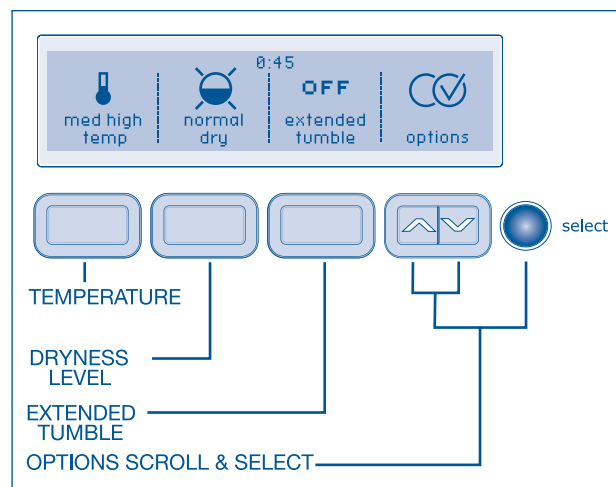 0:45
OFF
med high
temp
normal
dry
extended
tumble
options
select
TEMPERATURE
DRYNESS
LEVEL
EXTENDED
TUMBLE
OPTIONS SCROLL & SELECT